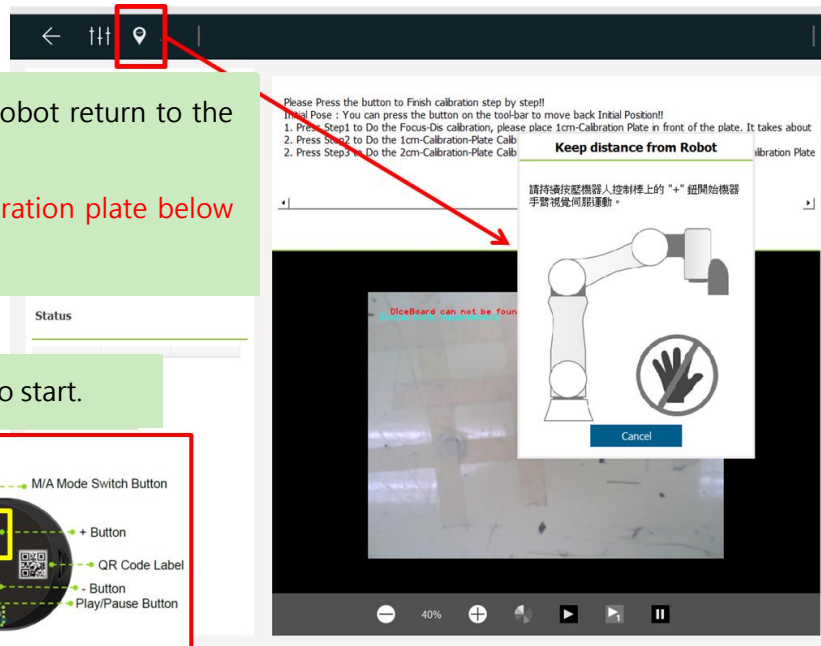 obot return to the
ration plate below
Status
o start.
M/A Mode Switch Button
+ Button
QR Code Label
- Button
Play/Pause Button
Please Press the button to Finish calibration step by step!!
Initial Pose : You can press the button on the tool-bar to move back Initial Position!!
1. Press Step1 to Do the Focus-Dis calibration, please place 1cm-Calibration Plate in front of the plate. It takes about
2. Press Step2 to Do the 1cm-Calibration-Plate Calib
2. Press Step3 to Do the 2cm-Calibration-Plate Calib
libration Plate
Keep distance from Robot
請持續按壓機器人控制棒上的 "+" 鈕開始機器
手臂視覺伺服運動。
Cancel
DiceBoard can not be foun
40%